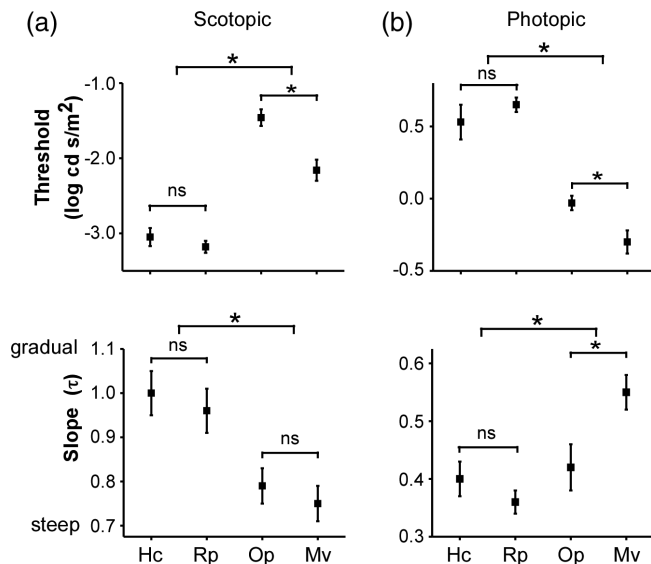 (a) Scotopic
(b) Photopic
Threshold
(log cd s/m²)
-1.0
-2.0
-3.0
*
*
ns
0.5
0.0
-0.5
*
ns
*
Slope (τ)
gradual
steep
1.1
1.0
0.9
0.8
0.7
*
ns
ns
Hc Rp Op Mv
0.6
0.5
0.4
0.3
*
*
ns
Hc Rp Op Mv